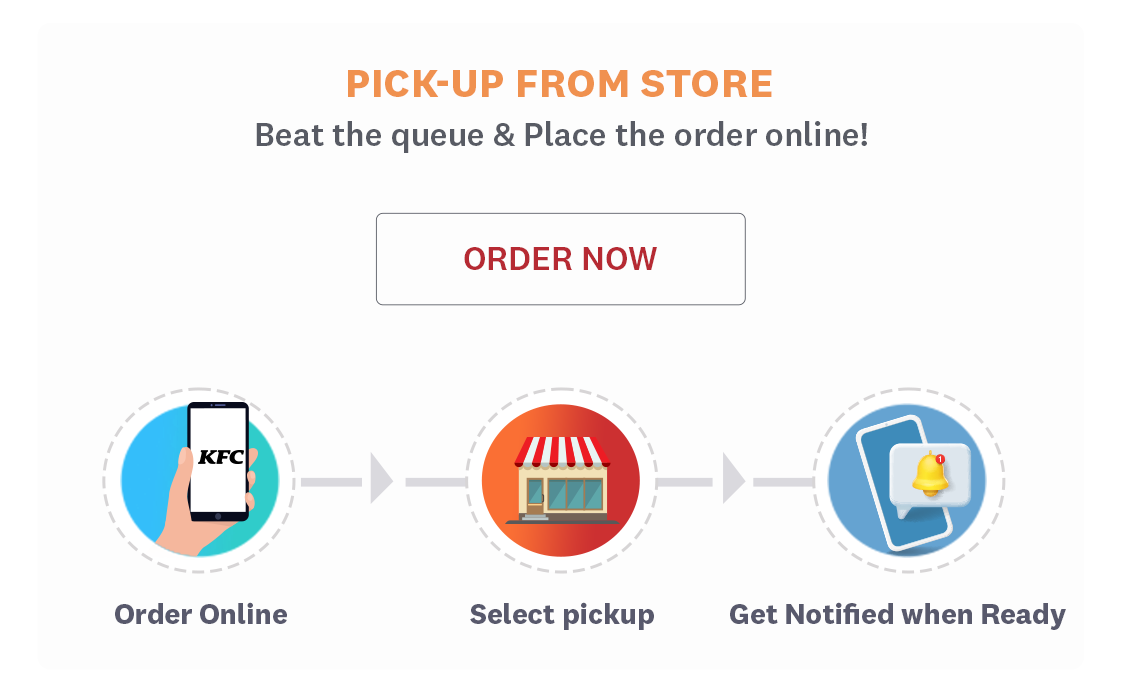 PICK-UP FROM STORE
Beat the queue & Place the order online!
ORDER NOW
KFC
1
Order Online
Select pickup
Get Notified when Ready